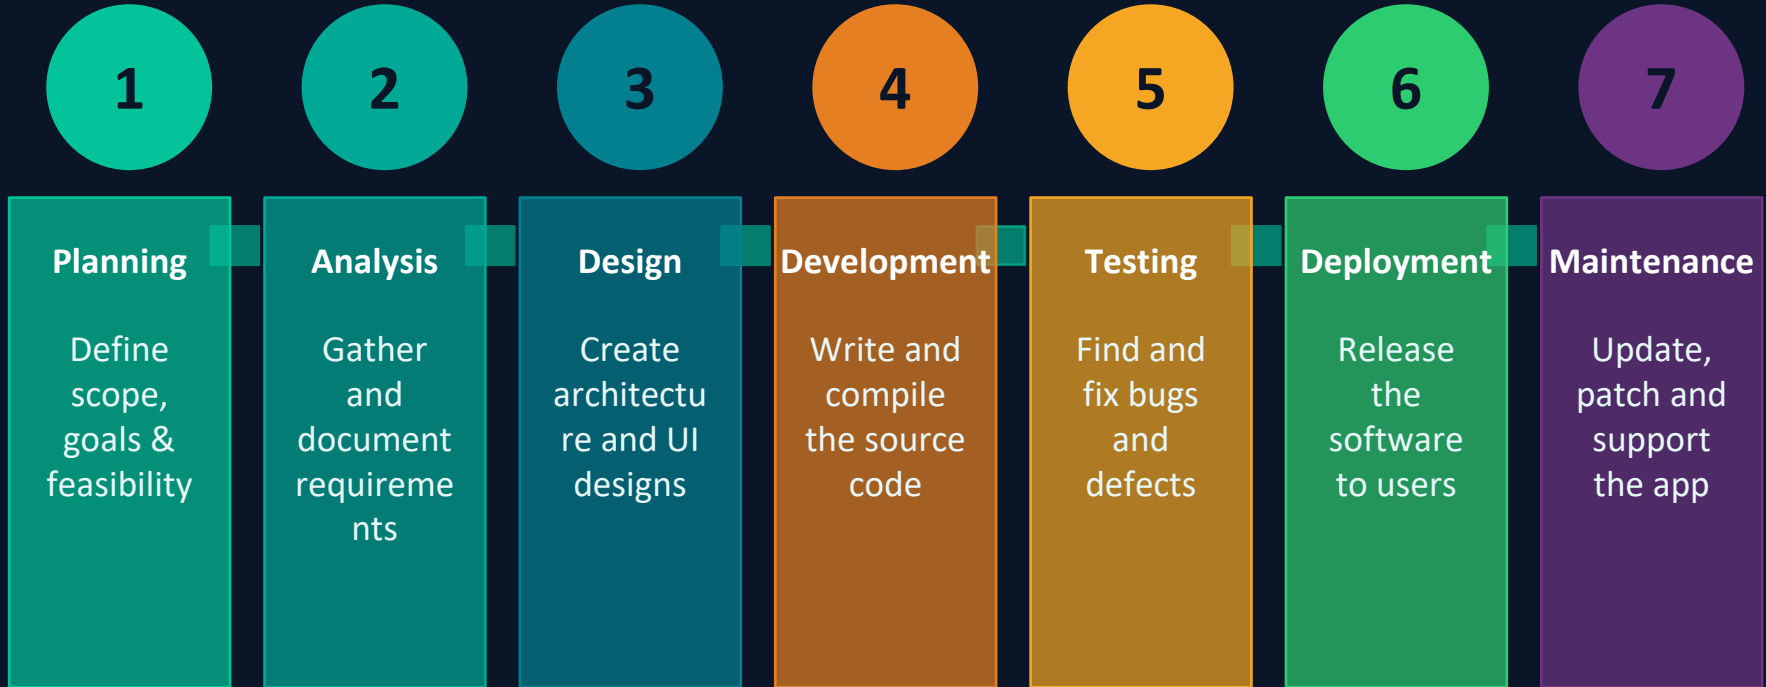 1
2
3
4
5
6
7
Planning
Define
scope,
goals &
feasibility
Analysis
Gather
and
document
requireme
nts
Design
Create
architectu
re and UI
designs
Development
Write and
compile
the source
code
Testing
Find and
fix bugs
and
defects
Deployment
Release
the
software
to users
Maintenance
Update,
patch and
support
the app